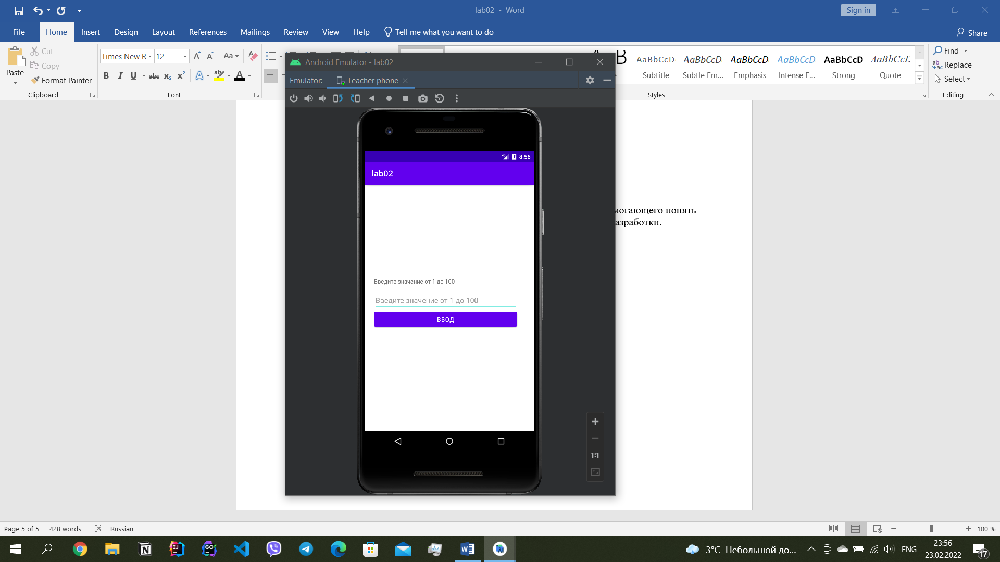 lab02 - Word
Sign in
File Home Insert Design Layout References Mailings Review View Help Tell me what you want to do Share
Paste
Cut
Copy
Format Painter
Clipboard
Times New R 12 Aa
B I U abc x₂ x² A ab A
Font
AaBbCcD AaBbCcDı AaBbCcDı AaBbCcDı AaBbCcD AaBbCcL
Subtitle Subtle Em... Emphasis Intense E... Strong Quote
Styles
Find
Replace
Select
Editing
Android Emulator - lab02
Emulator: Teacher phone
8:56
lab02
Введите значение от 1 до 100
Введите значение от 1 до 100
ВВОД
1:1
могающего понять
азработки.
Page 5 of 5 428 words Russian 100 %
3°C Небольшой до... ENG
23:56
23.02.2022
17